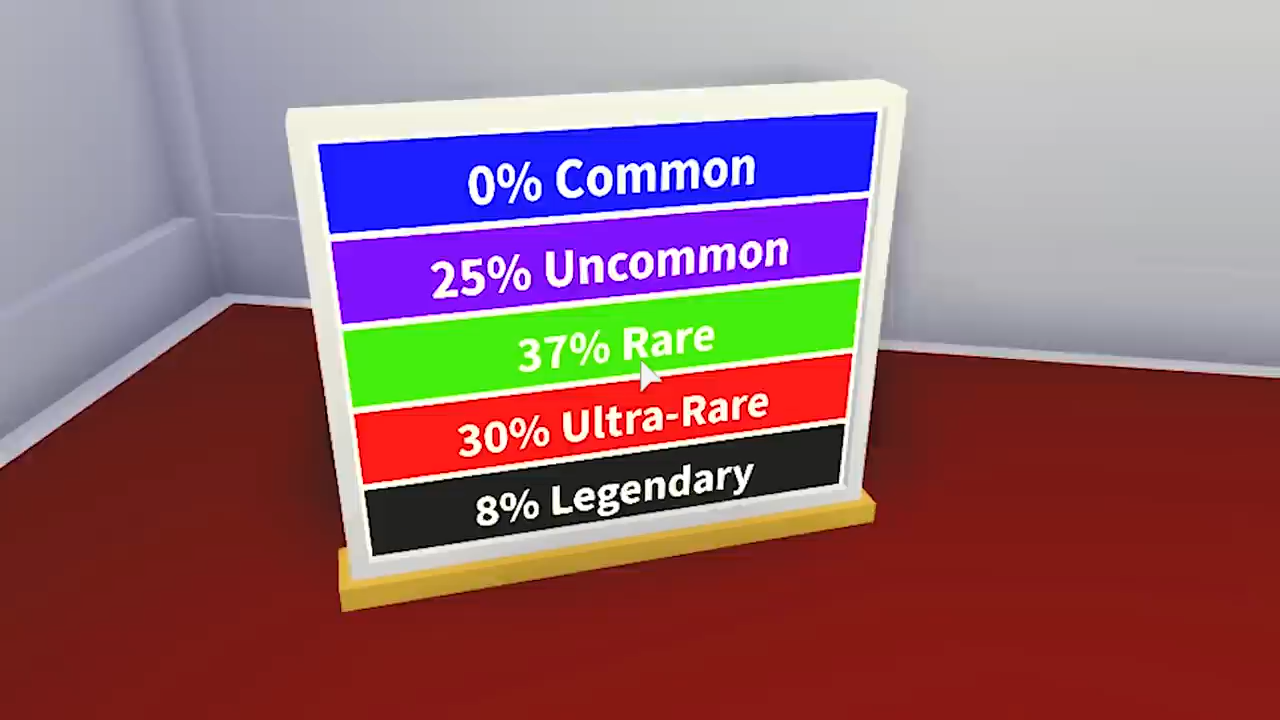 0% Common
25% Uncommon
37% Rare
30% Ultra-Rare
8% Legendary